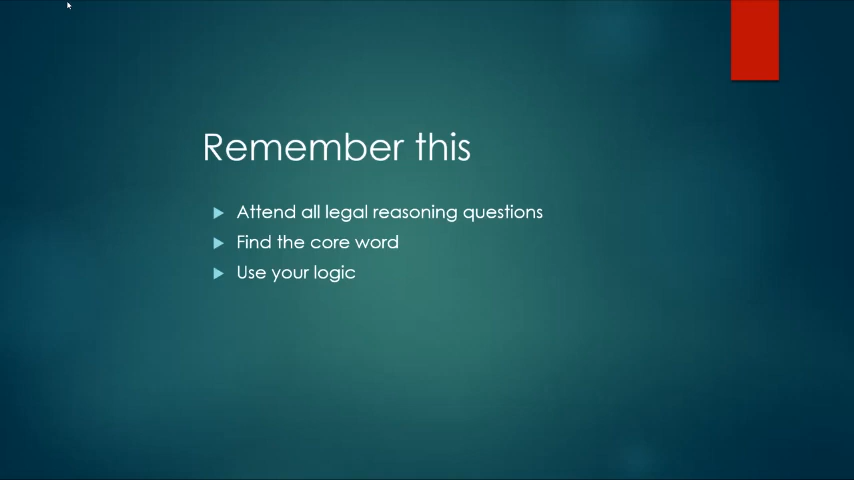 Remember this
Attend all legal reasoning questions
Find the core word
Use your logic